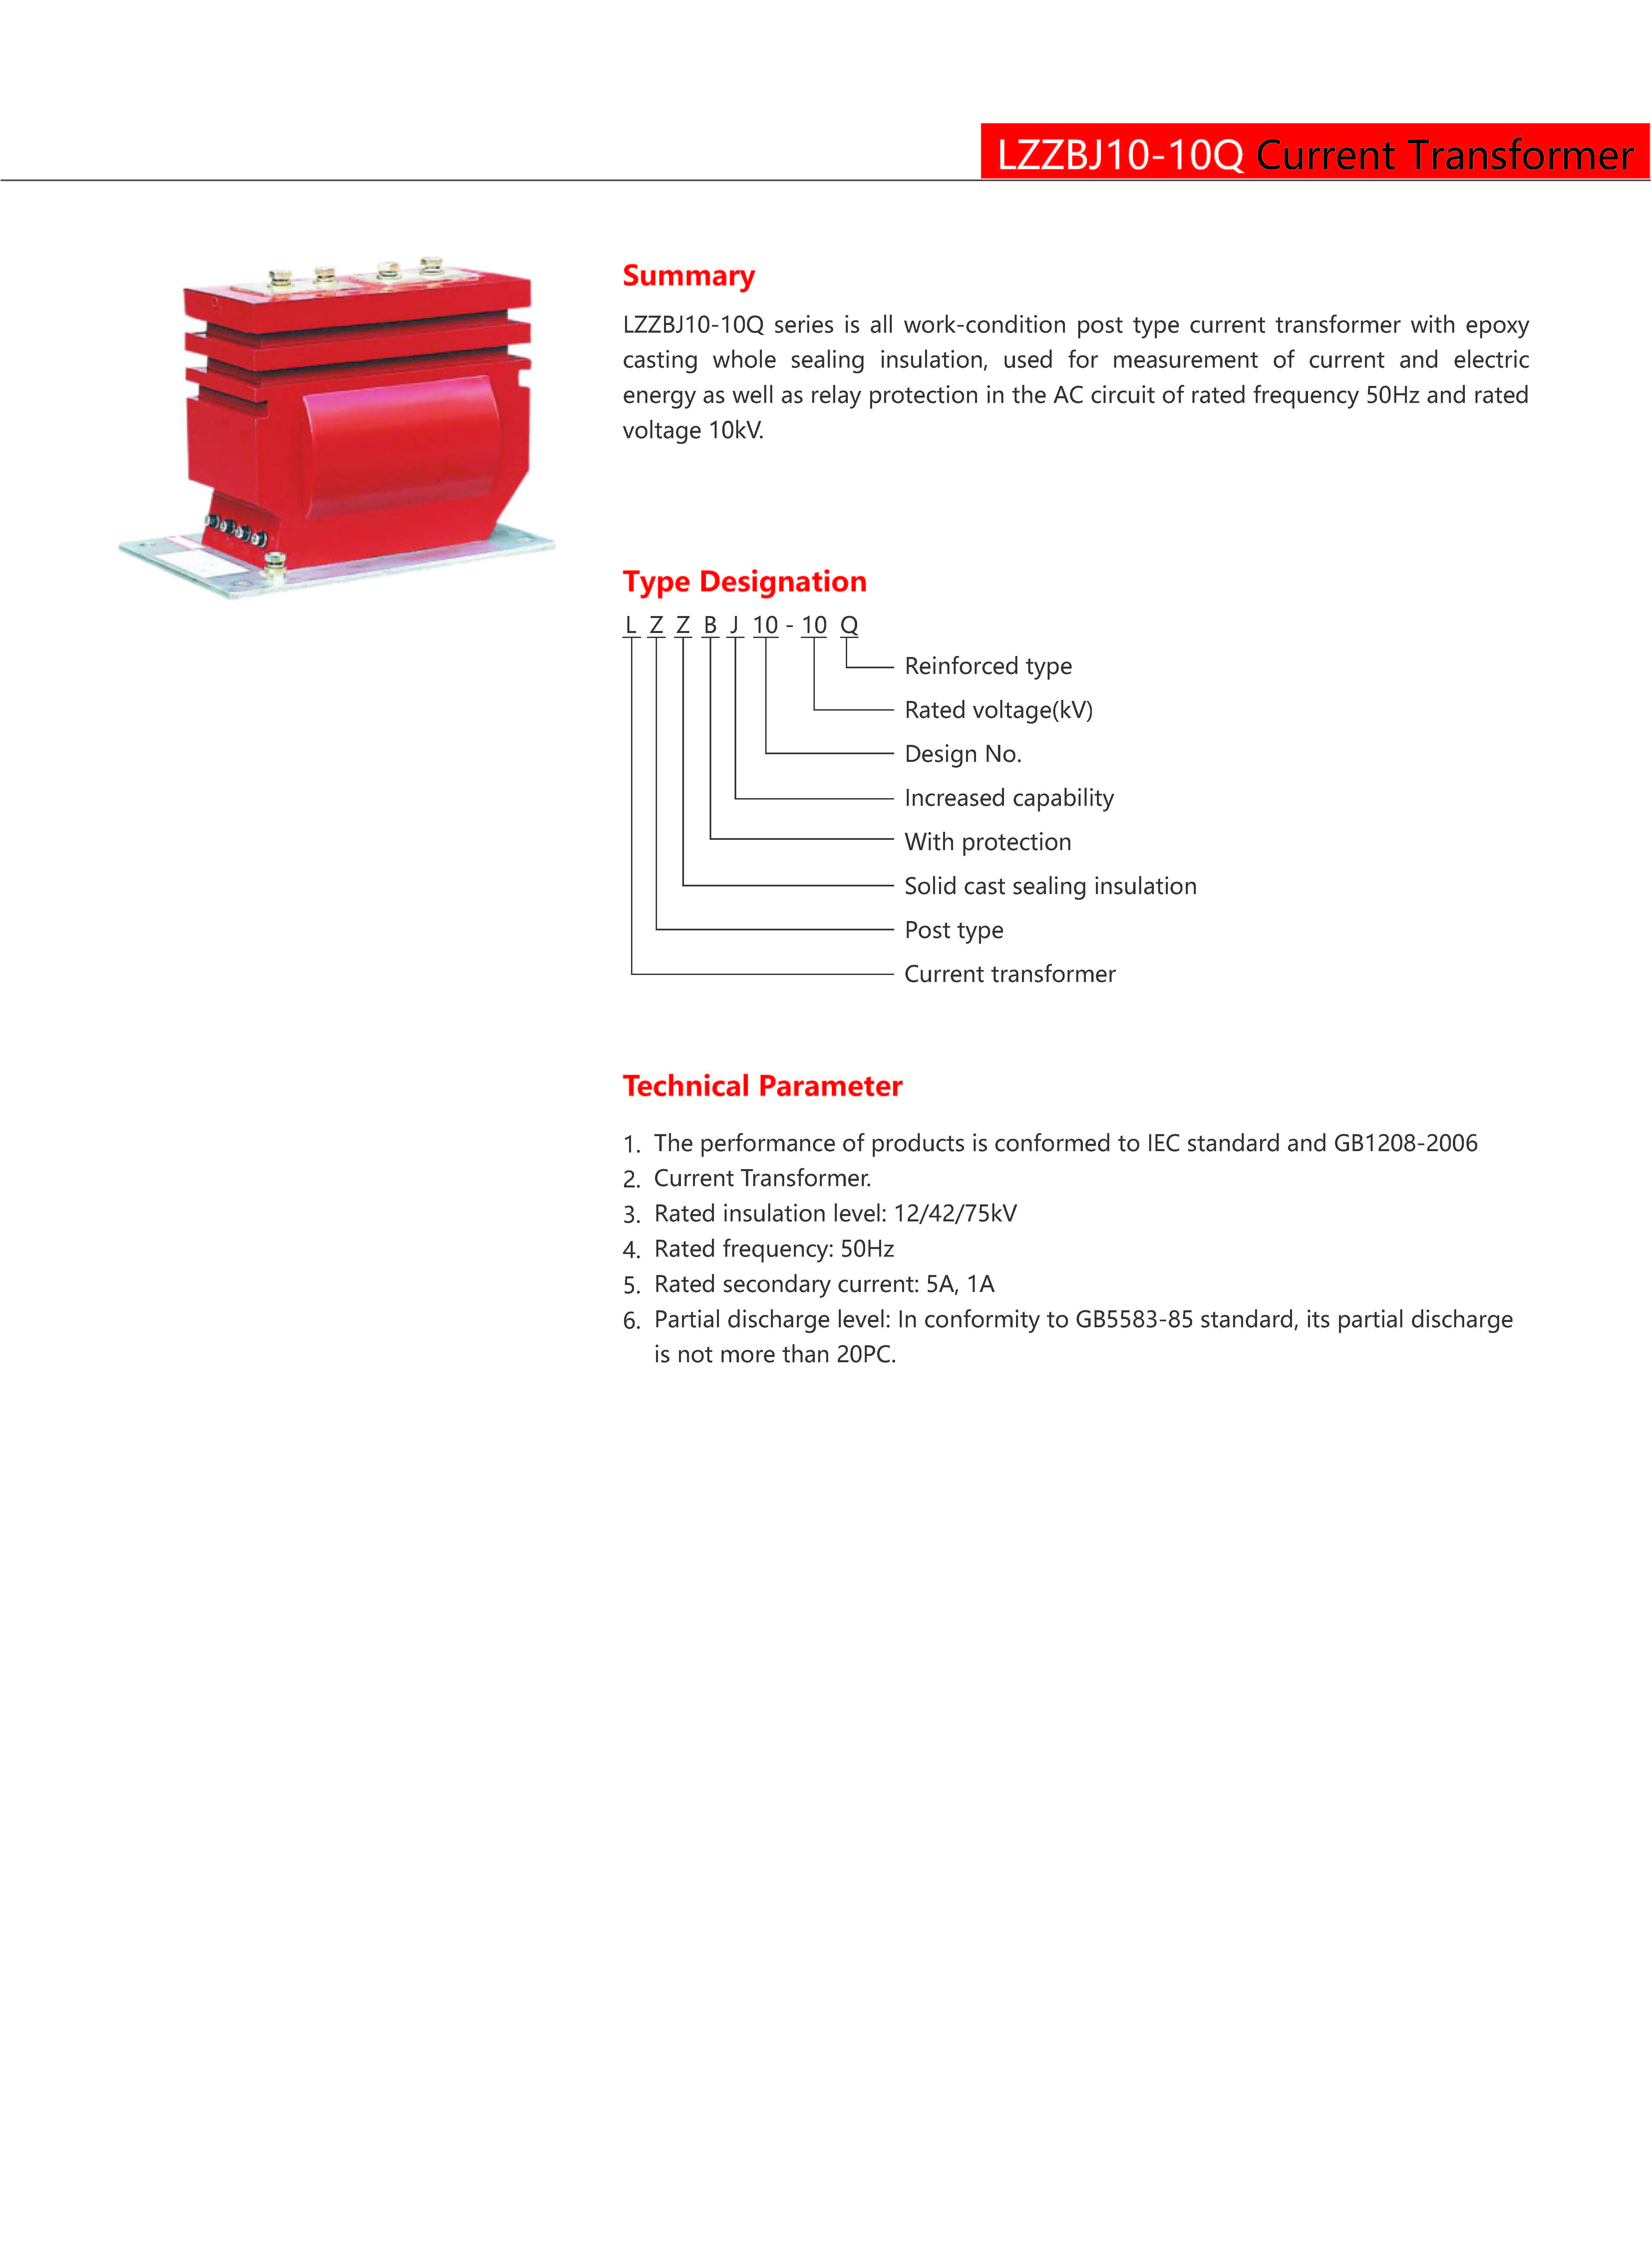 LZZBJ10-10Q Current Transformer
Summary
LZZBJ10-10Q series is all work-condition post type current transformer with epoxy
casting whole sealing insulation, used for measurement of current and electric
energy as well as relay protection in the AC circuit of rated frequency 50Hz and rated
voltage 10kV.
Type Designation
L Z Z B J 10 - 10 Q
Reinforced type
Rated voltage(kV)
Design No.
Increased capability
With protection
Solid cast sealing insulation
Post type
Current transformer
Technical Parameter
1. The performance of products is conformed to IEC standard and GB1208-2006
2. Current Transformer.
3. Rated insulation level: 12/42/75kV
4. Rated frequency: 50Hz
5. Rated secondary current: 5A, 1A
6. Partial discharge level: In conformity to GB5583-85 standard, its partial discharge
is not more than 20PC.